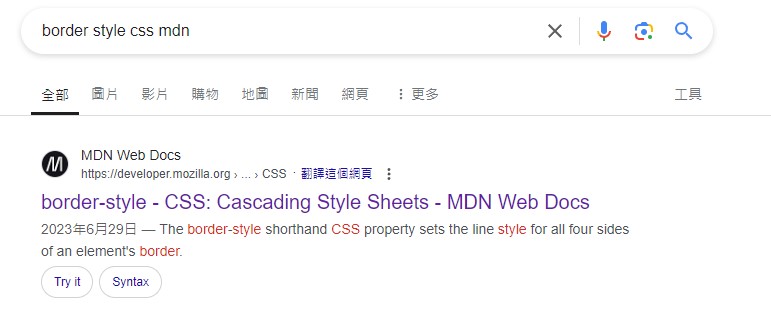 border style css mdn
全部 圖片 影片 購物 地圖 新聞 網頁 ⋮ 更多 工具
MDN Web Docs
https://developer.mozilla.org › ... › CSS · 翻譯這個網頁 ⋮
border-style - CSS: Cascading Style Sheets - MDN Web Docs
2023年6月29日 — The border-style shorthand CSS property sets the line style for all four sides
of an element's border.
Try it Syntax